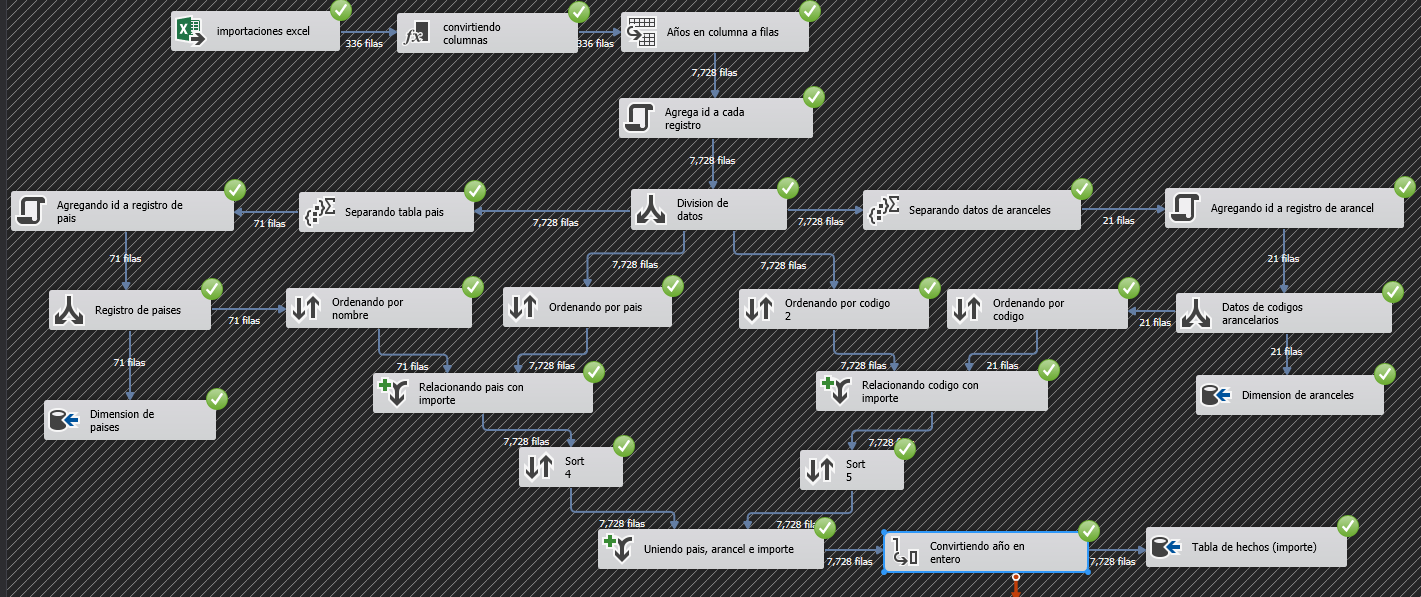 importaciones excel
336 filas
convirtiendo
columnas
336 filas
Años en columna a filas
7,728 filas
Agrega id a cada
registro
7,728 filas
Agregando id a registro de
pais
71 filas
Separando tabla pais
7,728 filas
Division de
datos
7,728 filas
Separando datos de aranceles
21 filas
Agregando id a registro de arancel
71 filas
7,728 filas
7,728 filas
21 filas
Registro de paises
71 filas
Ordenando por
nombre
Ordenando por pais
Ordenando por codigo
2
Ordenando por
codigo
21 filas
Datos de codigos
arancelarios
71 filas
71 filas
7,728 filas
7,728 filas
21 filas
21 filas
Dimension de
paises
Relacionando pais con
importe
Relacionando codigo con
importe
Dimension de aranceles
7,728 filas
7,728
Sort
4
Sort
5
7,728 filas
7,728 filas
Uniendo pais, arancel e importe
7,728 filas
Convirtiendo año en
entero
7,728 filas
Tabla de hechos (importe)